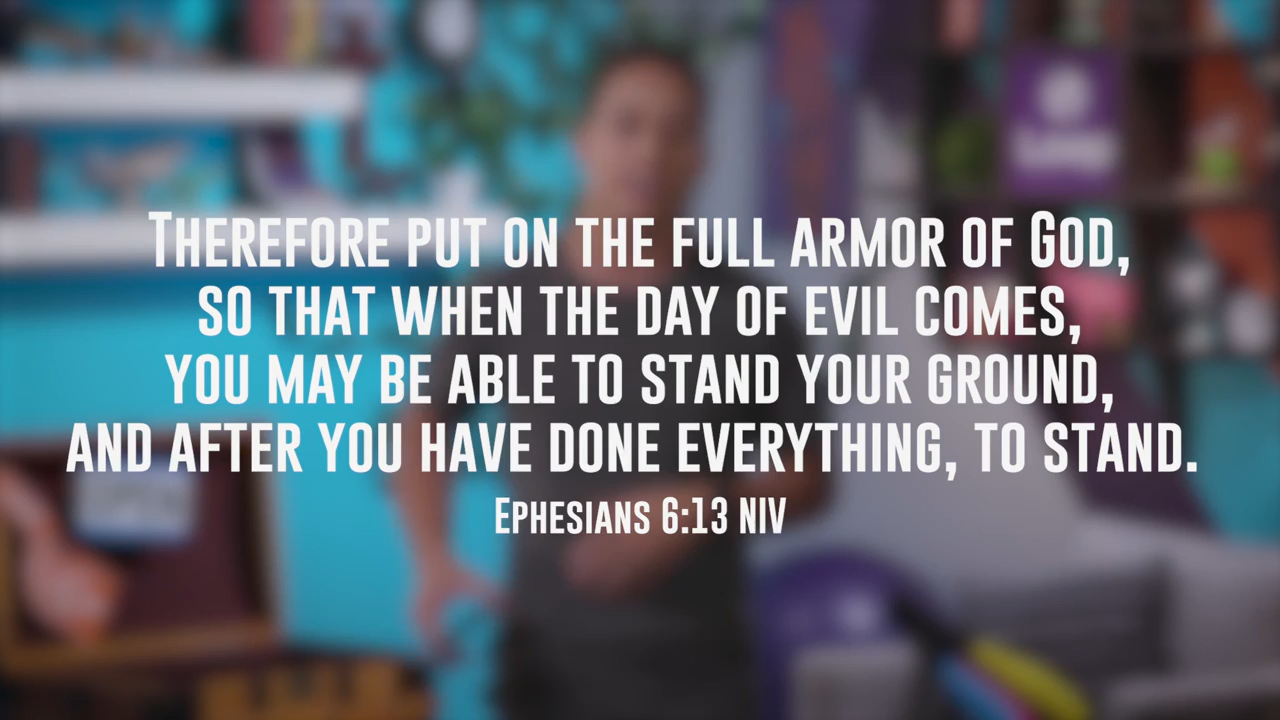 Therefore put on the full armor of God,
so that when the day of evil comes,
you may be able to stand your ground,
and after you have done everything, to stand.
Ephesians 6:13 NIV